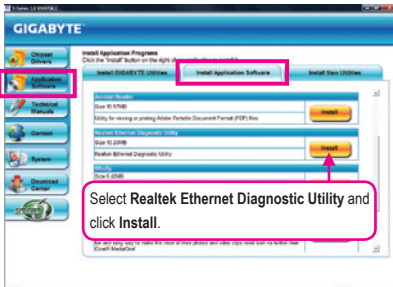 GIGABYTE™
Chipset
Drivers
Application
Software
Technical
Manuals
Contact
System
Download
Center
Install Application Programs
Install GIGABYTE Utilities
Install Application Software
Install New Utilities
Acrobat Reader
Utility for viewing or printing Adobe Portable Document Format (PDF) files
Install
Realtek Ethernet Diagnostic Utility
Realtek Ethernet Diagnostic Utility
Install
Select Realtek Ethernet Diagnostic Utility and
click Install.